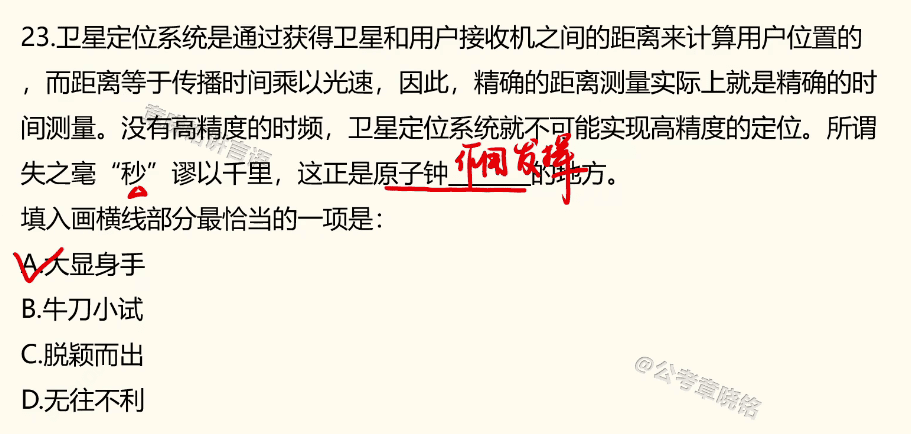 23.卫星定位系统是通过获得卫星和用户接收机之间的距离来计算用户位置的
，而距离等于传播时间乘以光速，因此，精确的距离测量实际上就是精确的时
间测量。没有高精度的时频，卫星定位系统就不可能实现高精度的定位。所谓
作用发挥
失之毫“秒”谬以千里，这正是原子钟______的地方。
填入画横线部分最恰当的一项是：
A.大显身手
B.牛刀小试
C.脱颖而出
@公考章晓铭
D.无往不利